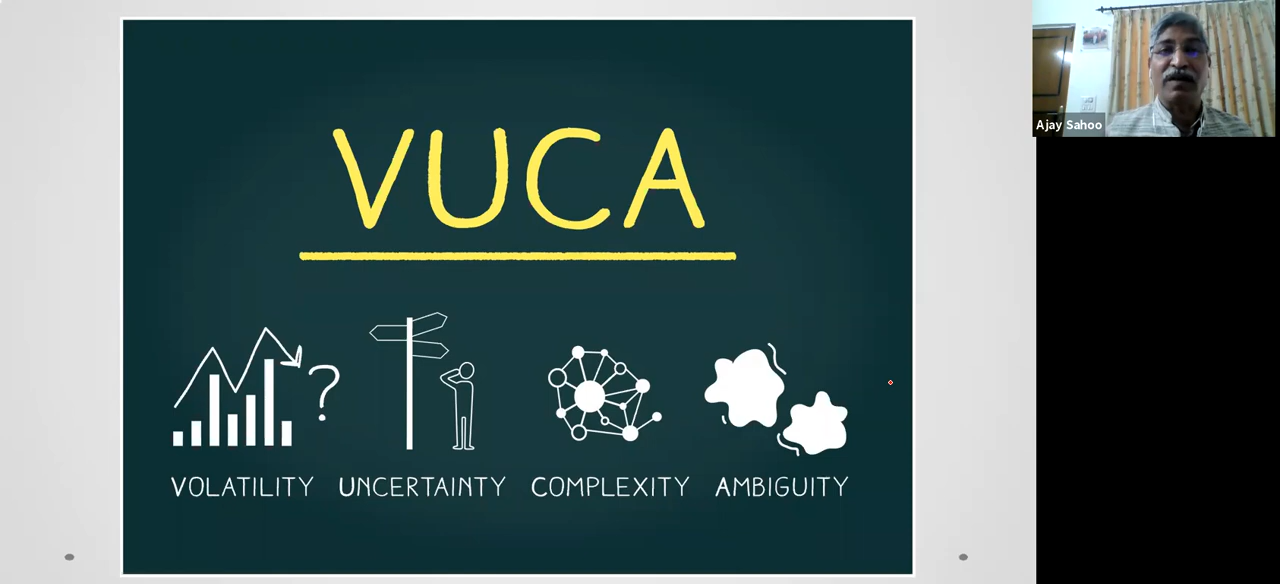 VUCA
?
VOLATILITY UNCERTAINTY COMPLEXITY AMBIGUITY
Ajay Sahoo